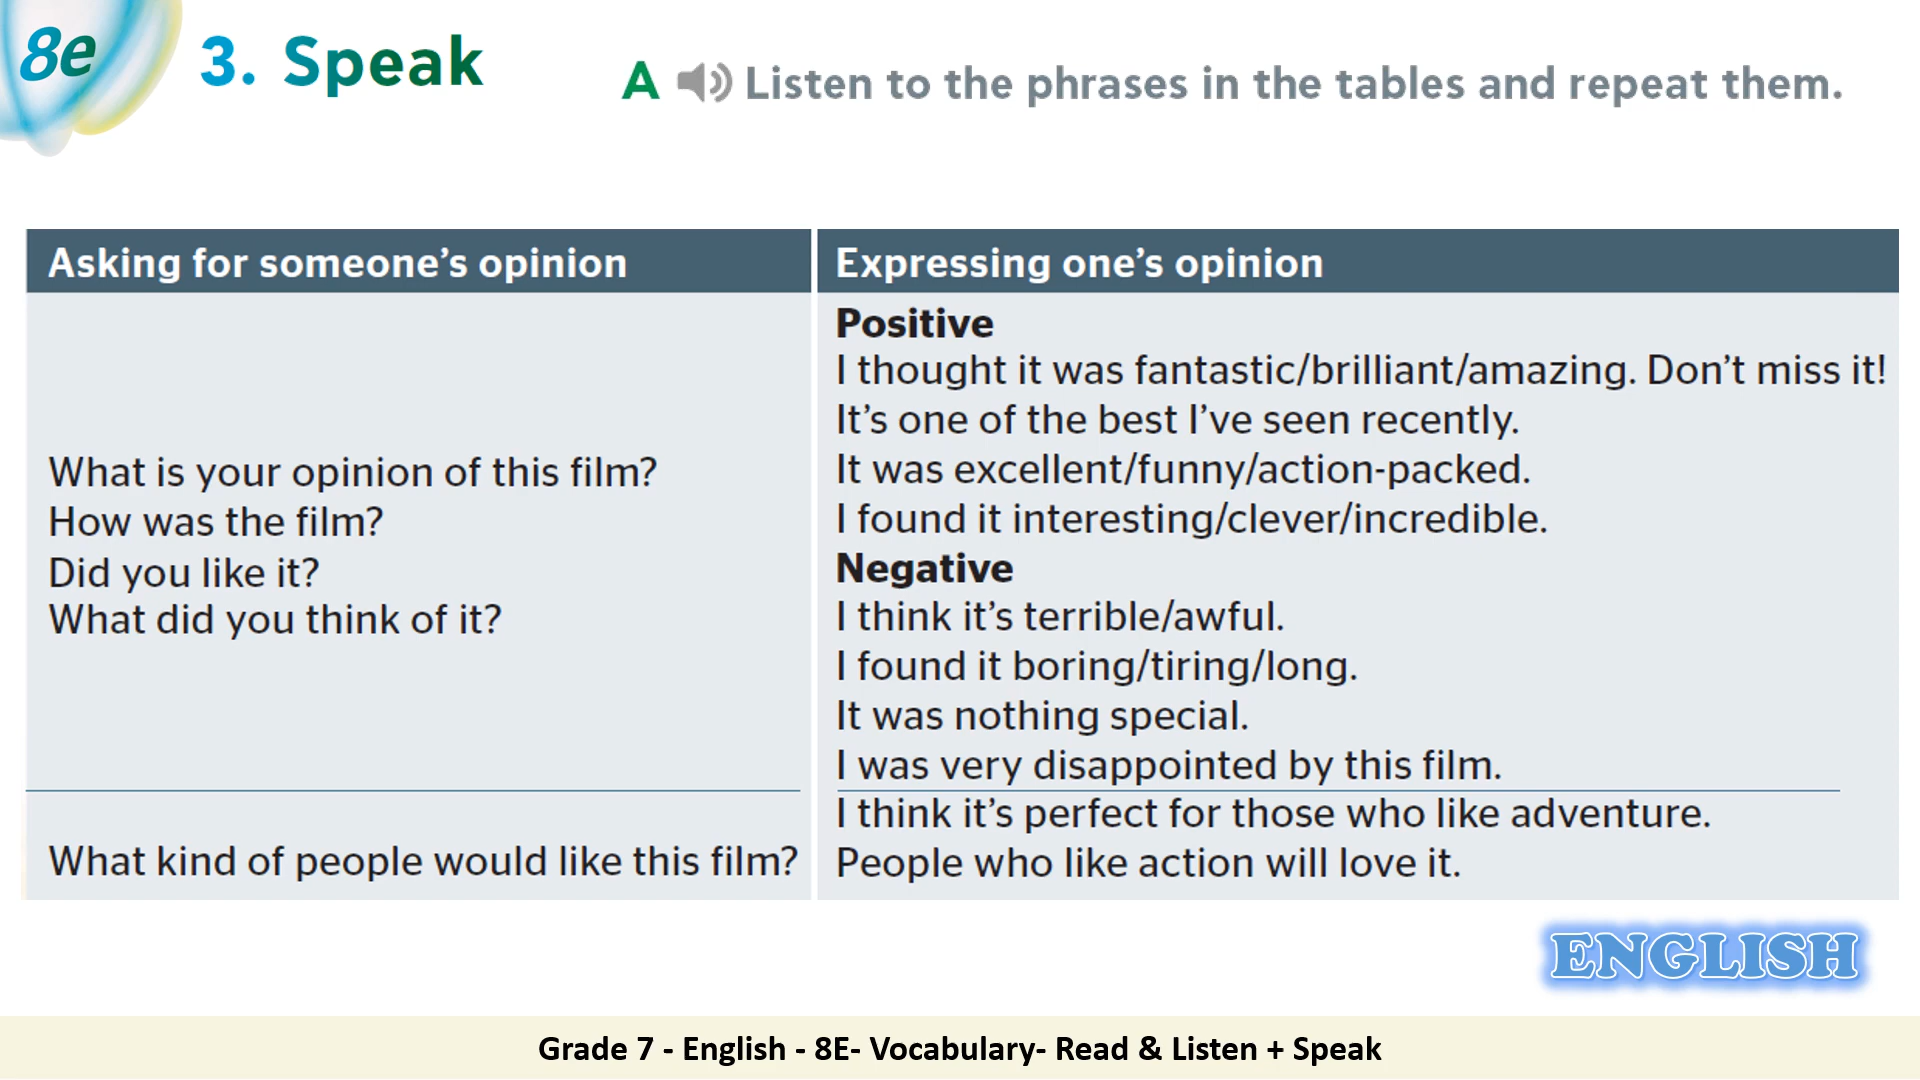 8e
3. Speak
A Listen to the phrases in the tables and repeat them.
Asking for someone’s opinion
What is your opinion of this film?
How was the film?
Did you like it?
What did you think of it?
What kind of people would like this film?
Expressing one’s opinion
Positive
I thought it was fantastic/brilliant/amazing. Don’t miss it!
It’s one of the best I’ve seen recently.
It was excellent/funny/action-packed.
I found it interesting/clever/incredible.
Negative
I think it’s terrible/awful.
I found it boring/tiring/long.
It was nothing special.
I was very disappointed by this film.
I think it’s perfect for those who like adventure.
People who like action will love it.
ENGLISH
Grade 7 - English - 8E- Vocabulary- Read & Listen + Speak